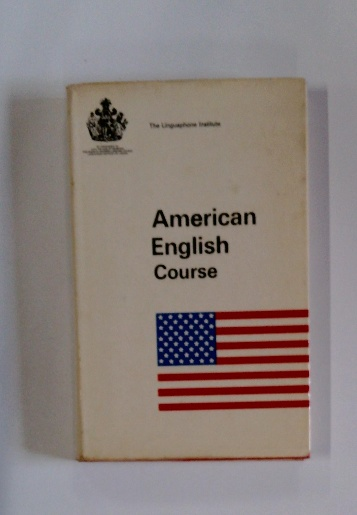 The Linguaphone Institute
American
English
Course